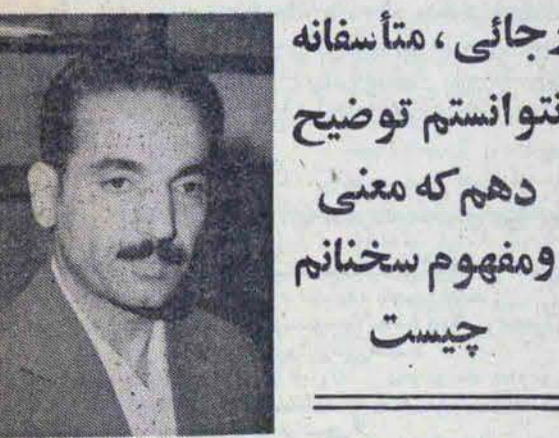 رجائی ، متأسفانه
نتوانستم توضیح
دهم که معنی
ومفهوم سخنانم
چیست